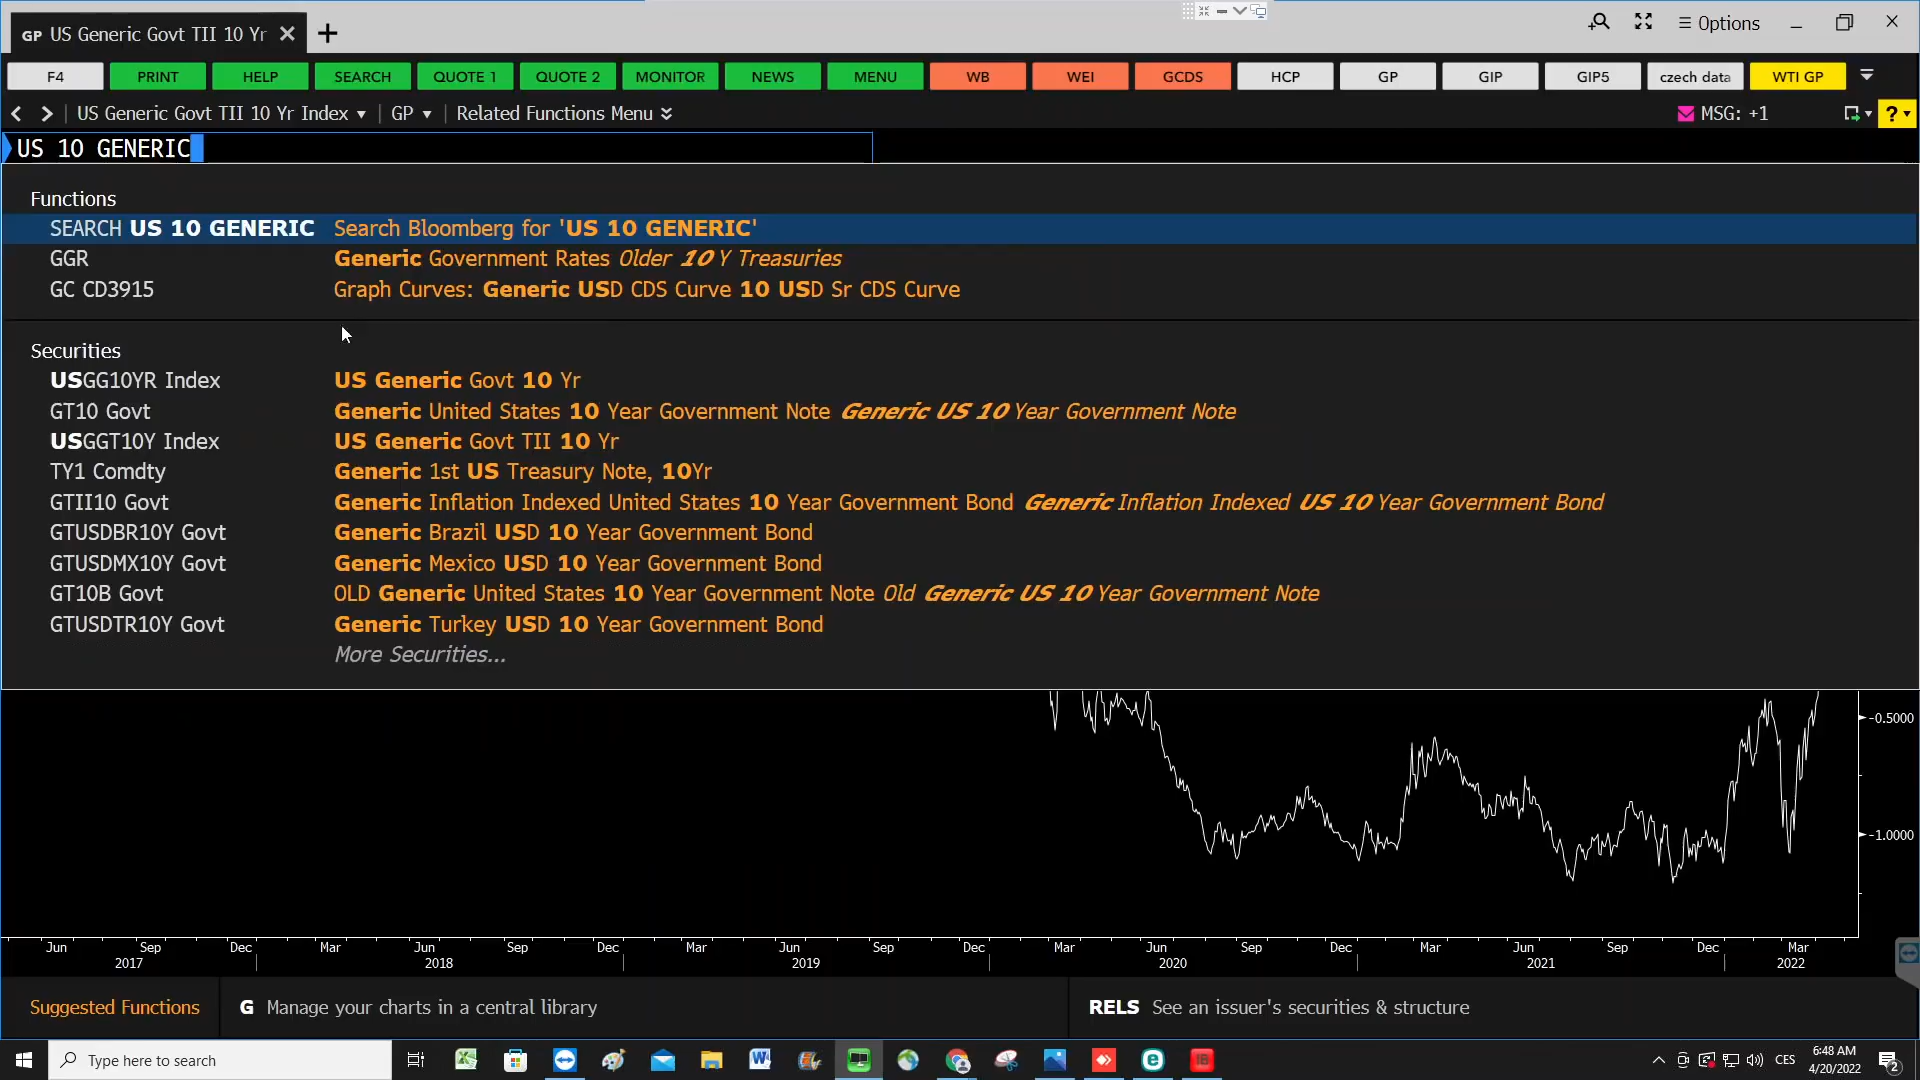 GP US Generic Govt TII 10 Yr
Options
F4 PRINT HELP SEARCH QUOTE 1 QUOTE 2 MONITOR NEWS MENU WB WEI GCDS HCP GP GIP GIP5 czech data WTI GP
US Generic Govt TII 10 Yr Index GP Related Functions Menu MSG: +1 ?
US 10 GENERIC
Functions
SEARCH US 10 GENERIC Search Bloomberg for 'US 10 GENERIC'
GGR Generic Government Rates Older 10 Y Treasuries
GC CD3915 Graph Curves: Generic USD CDS Curve 10 USD Sr CDS Curve
Securities
USGG10YR Index US Generic Govt 10 Yr
GT10 Govt Generic United States 10 Year Government Note Generic US 10 Year Government Note
USGGT10Y Index US Generic Govt TII 10 Yr
TY1 Comdty Generic 1st US Treasury Note, 10Yr
GTII10 Govt Generic Inflation Indexed United States 10 Year Government Bond Generic Inflation Indexed US 10 Year Government Bond
GTUSDBR10Y Govt Generic Brazil USD 10 Year Government Bond
GTUSDMX10Y Govt Generic Mexico USD 10 Year Government Bond
GT10B Govt OLD Generic United States 10 Year Government Note Old Generic US 10 Year Government Note
GTUSDTR10Y Govt Generic Turkey USD 10 Year Government Bond
More Securities...
-0.5000
-1.0000
Jun Sep Dec Mar Jun Sep Dec Mar Jun Sep Dec Mar Jun Sep Dec Mar Jun Sep Dec Mar
2017 2018 2019 2020 2021 2022
Suggested Functions G Manage your charts in a central library RELS See an issuer's securities & structure
Type here to search
CES
6:48 AM
4/20/2022
2